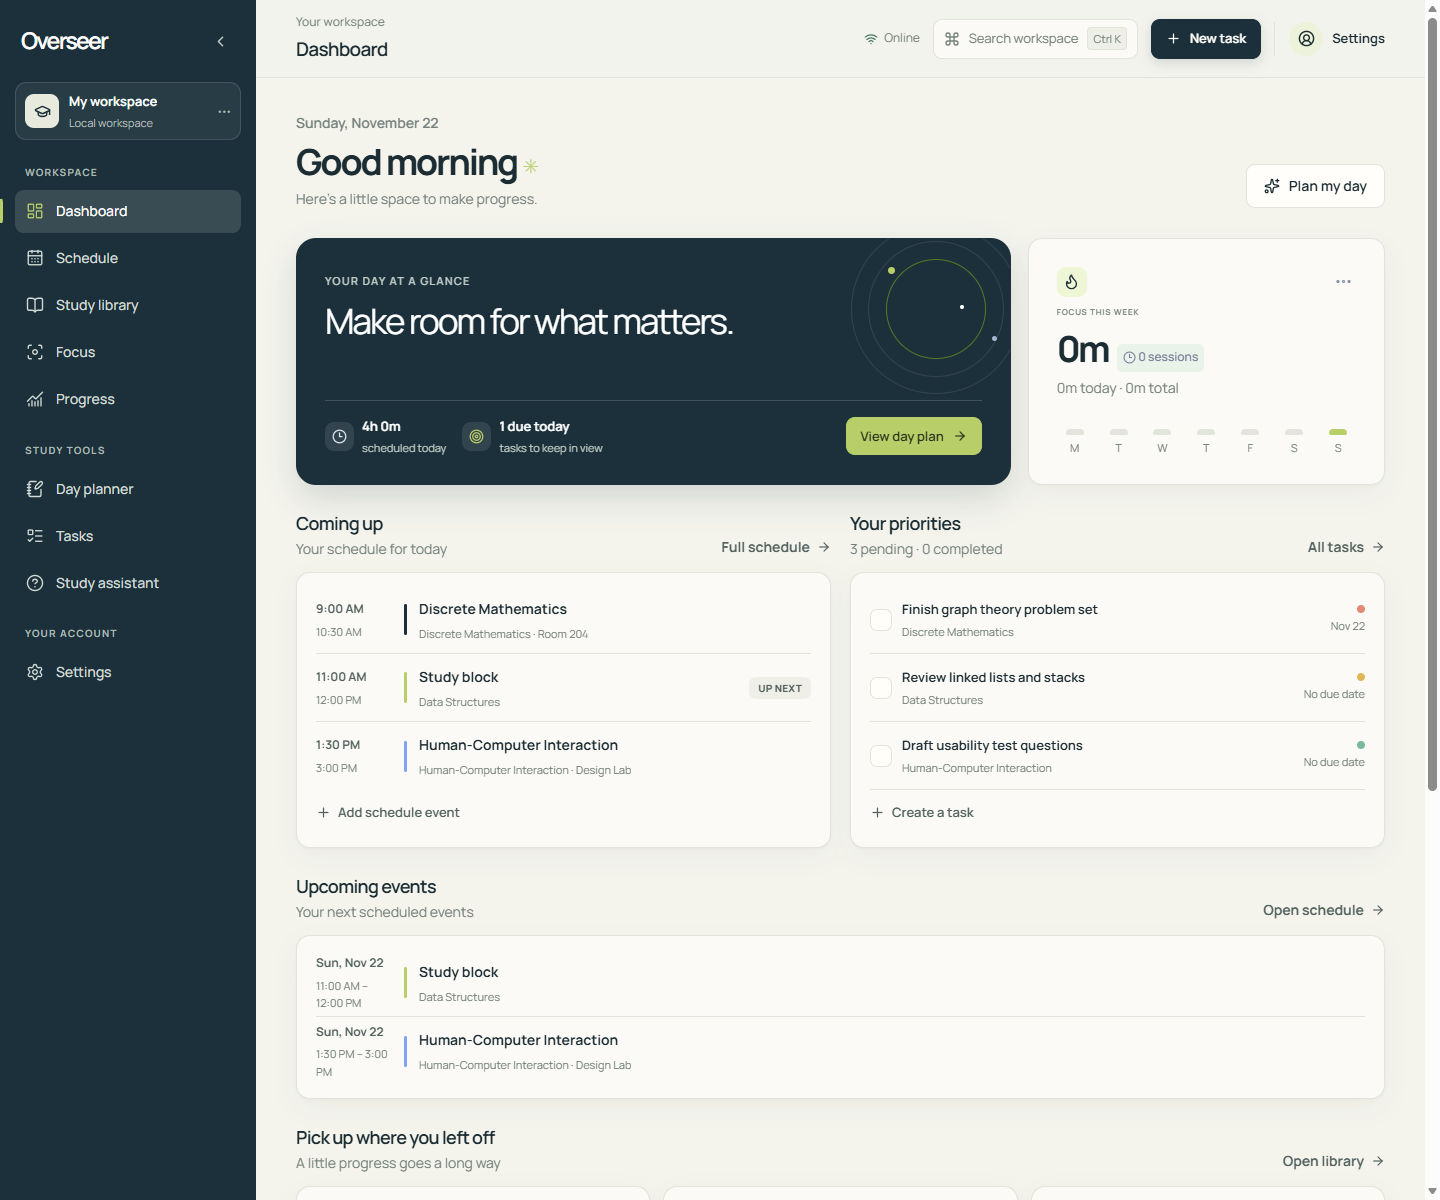 Overseer
My workspace
Local workspace
WORKSPACE
Dashboard
Schedule
Study library
Focus
Progress
STUDY TOOLS
Day planner
Tasks
Study assistant
YOUR ACCOUNT
Settings
Your workspace
Dashboard
Online
Search workspace
Ctrl K
New task
Settings
Sunday, November 22
Good morning
Here's a little space to make progress.
Plan my day
YOUR DAY AT A GLANCE
Make room for what matters.
4h 0m
scheduled today
1 due today
tasks to keep in view
View day plan
FOCUS THIS WEEK
0m
0 sessions
0m today · 0m total
M T W T F S S
Coming up
Your schedule for today
Full schedule
9:00 AM
10:30 AM
Discrete Mathematics
Discrete Mathematics · Room 204
11:00 AM
12:00 PM
Study block
Data Structures
UP NEXT
1:30 PM
3:00 PM
Human-Computer Interaction
Human-Computer Interaction · Design Lab
Add schedule event
Your priorities
3 pending · 0 completed
All tasks
Finish graph theory problem set
Discrete Mathematics
Nov 22
Review linked lists and stacks
Data Structures
No due date
Draft usability test questions
Human-Computer Interaction
No due date
Create a task
Upcoming events
Your next scheduled events
Open schedule
Sun, Nov 22
11:00 AM –
12:00 PM
Study block
Data Structures
Sun, Nov 22
1:30 PM – 3:00
PM
Human-Computer Interaction
Human-Computer Interaction · Design Lab
Pick up where you left off
A little progress goes a long way
Open library